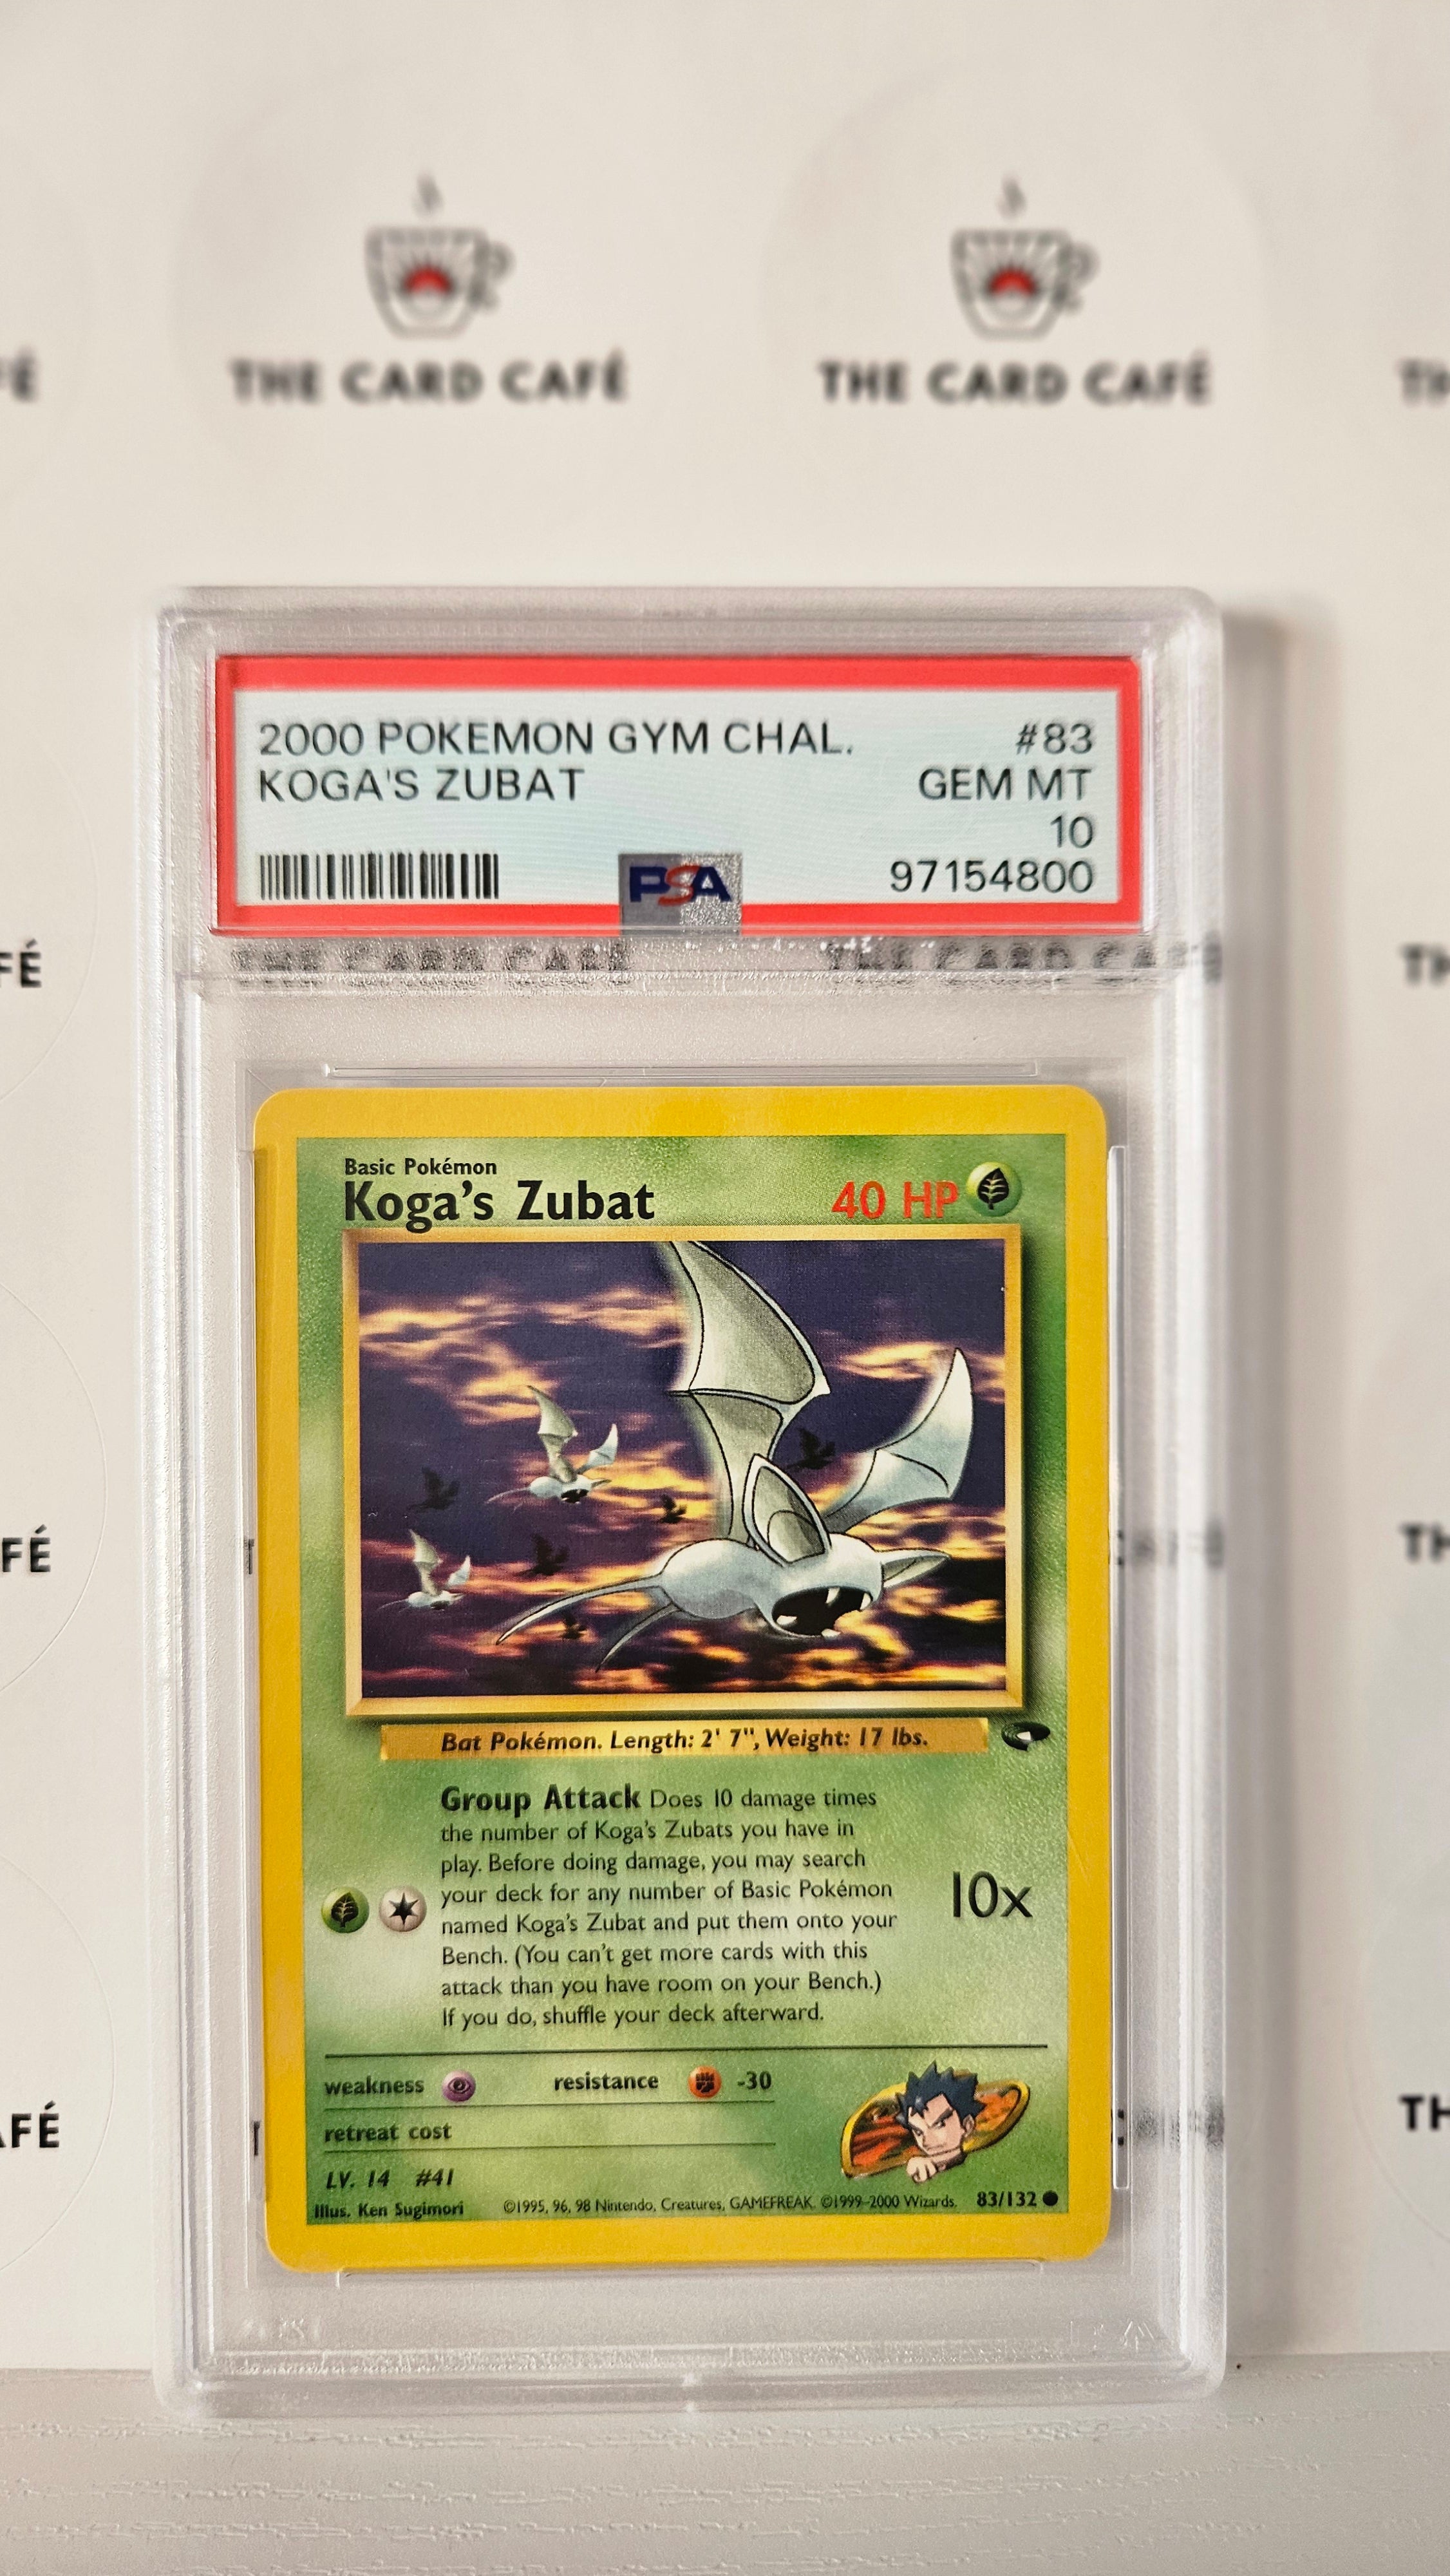 THE CARD CAFÉ THE CARD CAFÉ
2000 POKEMON GYM CHAL. #83
KOGA'S ZUBAT GEM MT
10
PSA 97154800
THE CARD CAFÉ THE CARD CAFÉ
Basic Pokémon
Koga's Zubat 40 HP
Bat Pokémon. Length: 2' 7", Weight: 17 lbs.
Group Attack Does 10 damage times
the number of Koga's Zubats you have in
play. Before doing damage, you may search
your deck for any number of Basic Pokémon
named Koga's Zubat and put them onto your
Bench. (You can't get more cards with this
attack than you have room on your Bench.)
If you do, shuffle your deck afterward.
10x
weakness resistance -30
retreat cost
LV. 14 #41
Illus. Ken Sugimori ©1995, 96, 98 Nintendo, Creatures, GAMEFREAK. ©1999-2000 Wizards. 83/132